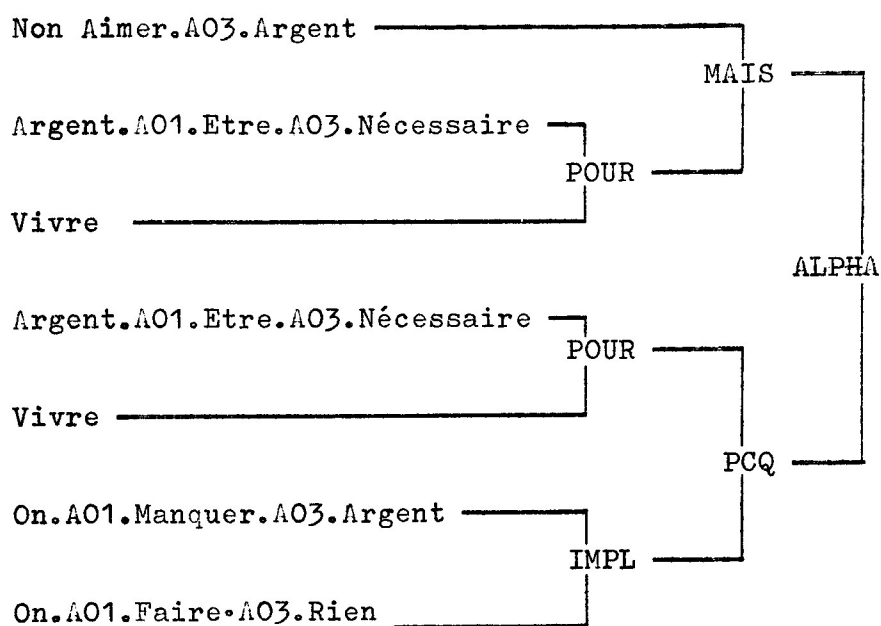 Non Aimer.A03.Argent
MAIS
Argent.A01.Etre.A03.Nécessaire
POUR
Vivre
ALPHA
Argent.A01.Etre.A03.Nécessaire
POUR
Vivre
PCQ
On.A01.Manquer.A03.Argent
IMPL
On.A01.Faire.A03.Rien